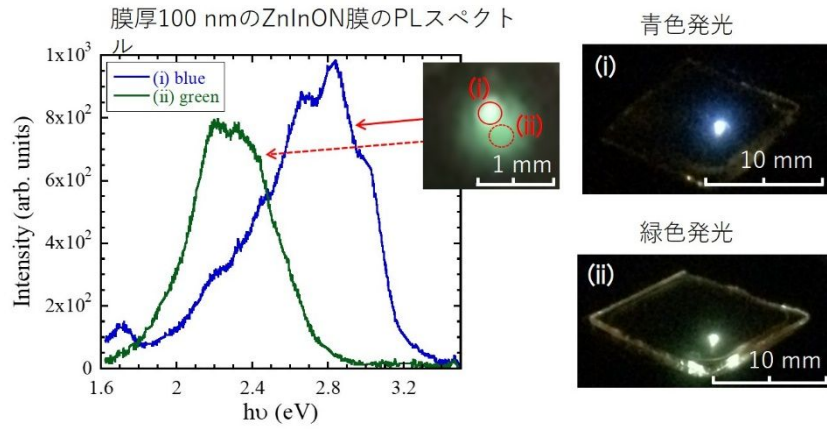 膜厚100 nmのZnInON膜のPLスペクト
ル
1x10³
8x10²
6x10²
4x10²
2x10²
0
Intensity (arb. units)
(i) blue
(ii) green
1.6
2
2.4
2.8
3.2
hυ (eV)
(i)
(ii)
1 mm
青色発光
(i)
10 mm
緑色発光
(ii)
10 mm